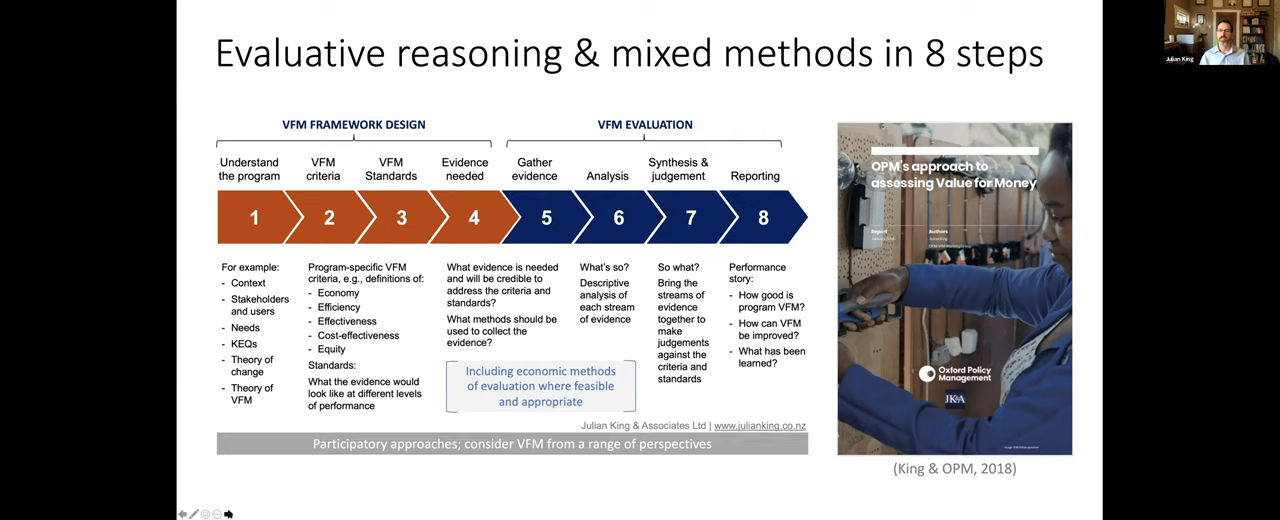 Evaluative reasoning & mixed methods in 8 steps
Julian King
VFM FRAMEWORK DESIGN
VFM EVALUATION
Understand
the program
VFM
criteria
VFM
Standards
Evidence
needed
Gather
evidence
Analysis
Synthesis &
judgement
Reporting
1
2
3
4
5
6
7
8
For example:
- Context
- Stakeholders
and users
- Needs
- KEQs
- Theory of
change
- Theory of
VFM
Program-specific VFM
criteria, e.g., definitions of:
- Economy
- Efficiency
- Effectiveness
- Cost-effectiveness
- Equity
Standards:
What the evidence would
look like at different levels
of performance
What evidence is needed
and will be credible to
address the criteria and
standards?
What methods should be
used to collect the
evidence?
What's so?
Descriptive
analysis of
each stream
of evidence
Including economic methods
of evaluation where feasible
and appropriate
So what?
Bring the
streams of
evidence
together to
make
judgements
against the
criteria and
standards
Performance
story:
- How good is
program VFM?
- How can VFM
be improved?
- What has been
learned?
Julian King & Associates Ltd | www.julianking.co.nz
Participatory approaches; consider VFM from a range of perspectives
OPM's approach to
assessing Value for Money
Report
Authors
Oxford Policy
Management
JK&A
(King & OPM, 2018)